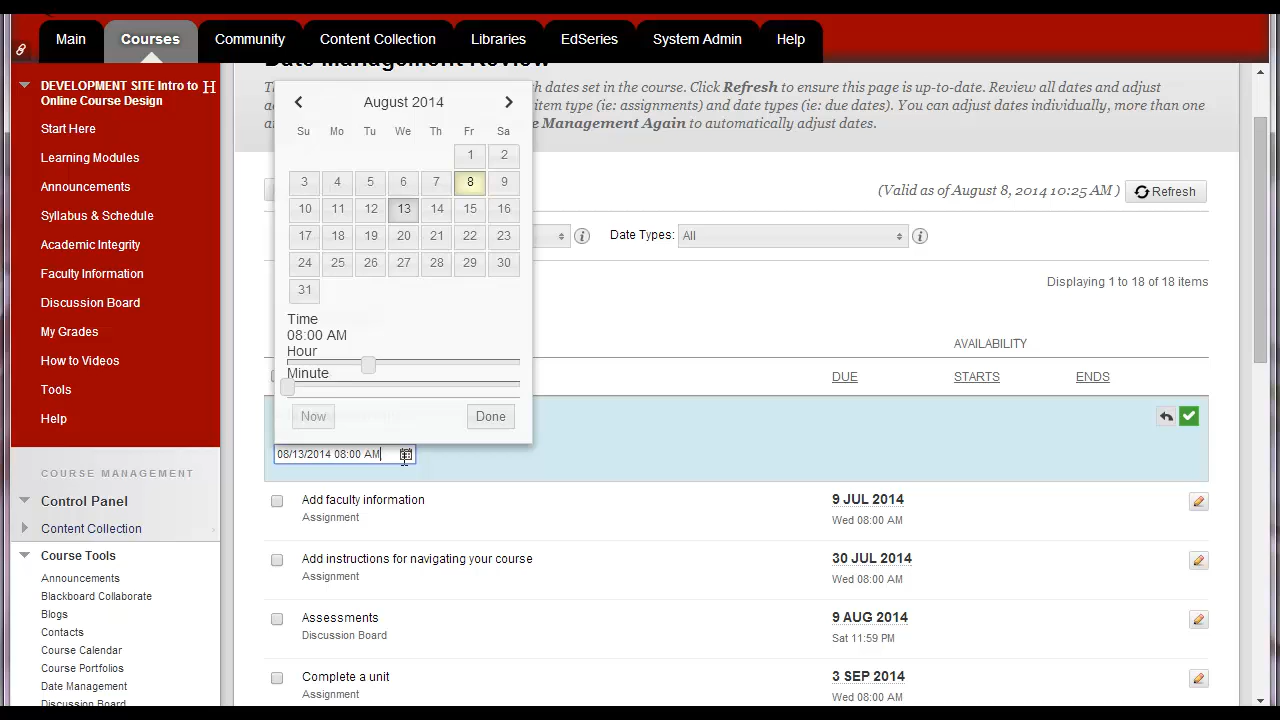 Main
Courses
Community
Content Collection
Libraries
EdSeries
System Admin
Help
DEVELOPMENT SITE Intro to
Online Course Design
Start Here
Learning Modules
Announcements
Syllabus & Schedule
Academic Integrity
Faculty Information
Discussion Board
My Grades
How to Videos
Tools
Help
COURSE MANAGEMENT
Control Panel
Content Collection
Course Tools
Announcements
Blackboard Collaborate
Blogs
Contacts
Course Calendar
Course Portfolios
Date Management
Discussion Board
Date Management Review
dates set in the course. Click Refresh to ensure this page is up-to-date. Review all dates and adjust
item type (ie: assignments) and date types (ie: due dates). You can adjust dates individually, more than one
Management Again to automatically adjust dates.
August 2014
Su Mo Tu We Th Fr Sa
1 2
3 4 5 6 7 8 9
10 11 12 13 14 15 16
17 18 19 20 21 22 23
24 25 26 27 28 29 30
31
Time
08:00 AM
Hour
Minute
Now
Done
08/13/2014 08:00 AM
(Valid as of August 8, 2014 10:25 AM )
Refresh
Date Types: All
Displaying 1 to 18 of 18 items
AVAILABILITY
DUE STARTS ENDS
Add faculty information
Assignment
9 JUL 2014
Wed 08:00 AM
Add instructions for navigating your course
Assignment
30 JUL 2014
Wed 08:00 AM
Assessments
Discussion Board
9 AUG 2014
Sat 11:59 PM
Complete a unit
Assignment
3 SEP 2014
Wed 08:00 AM